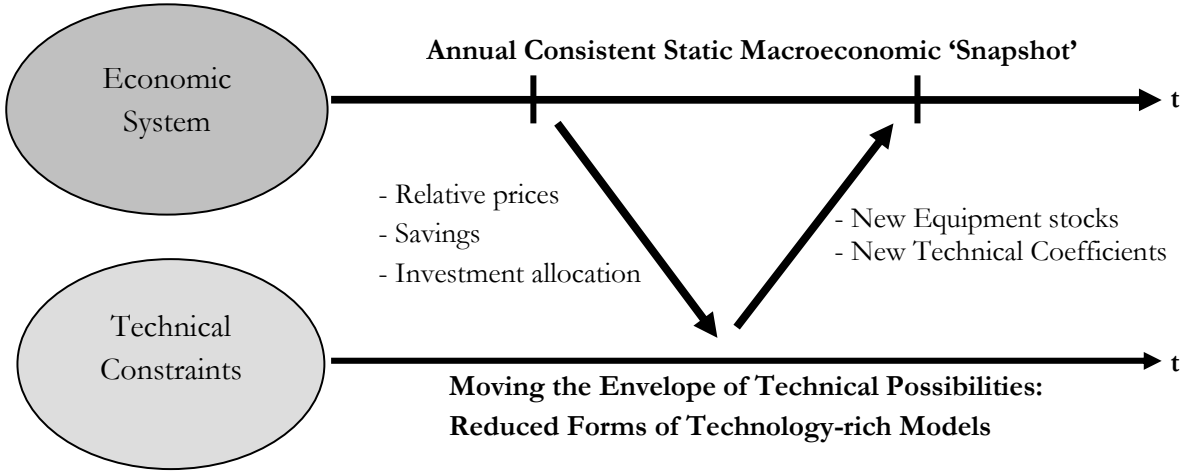 Economic
System
Annual Consistent Static Macroeconomic ‘Snapshot’
t
- Relative prices
- Savings
- Investment allocation
- New Equipment stocks
- New Technical Coefficients
Technical
Constraints
t
Moving the Envelope of Technical Possibilities:
Reduced Forms of Technology-rich Models